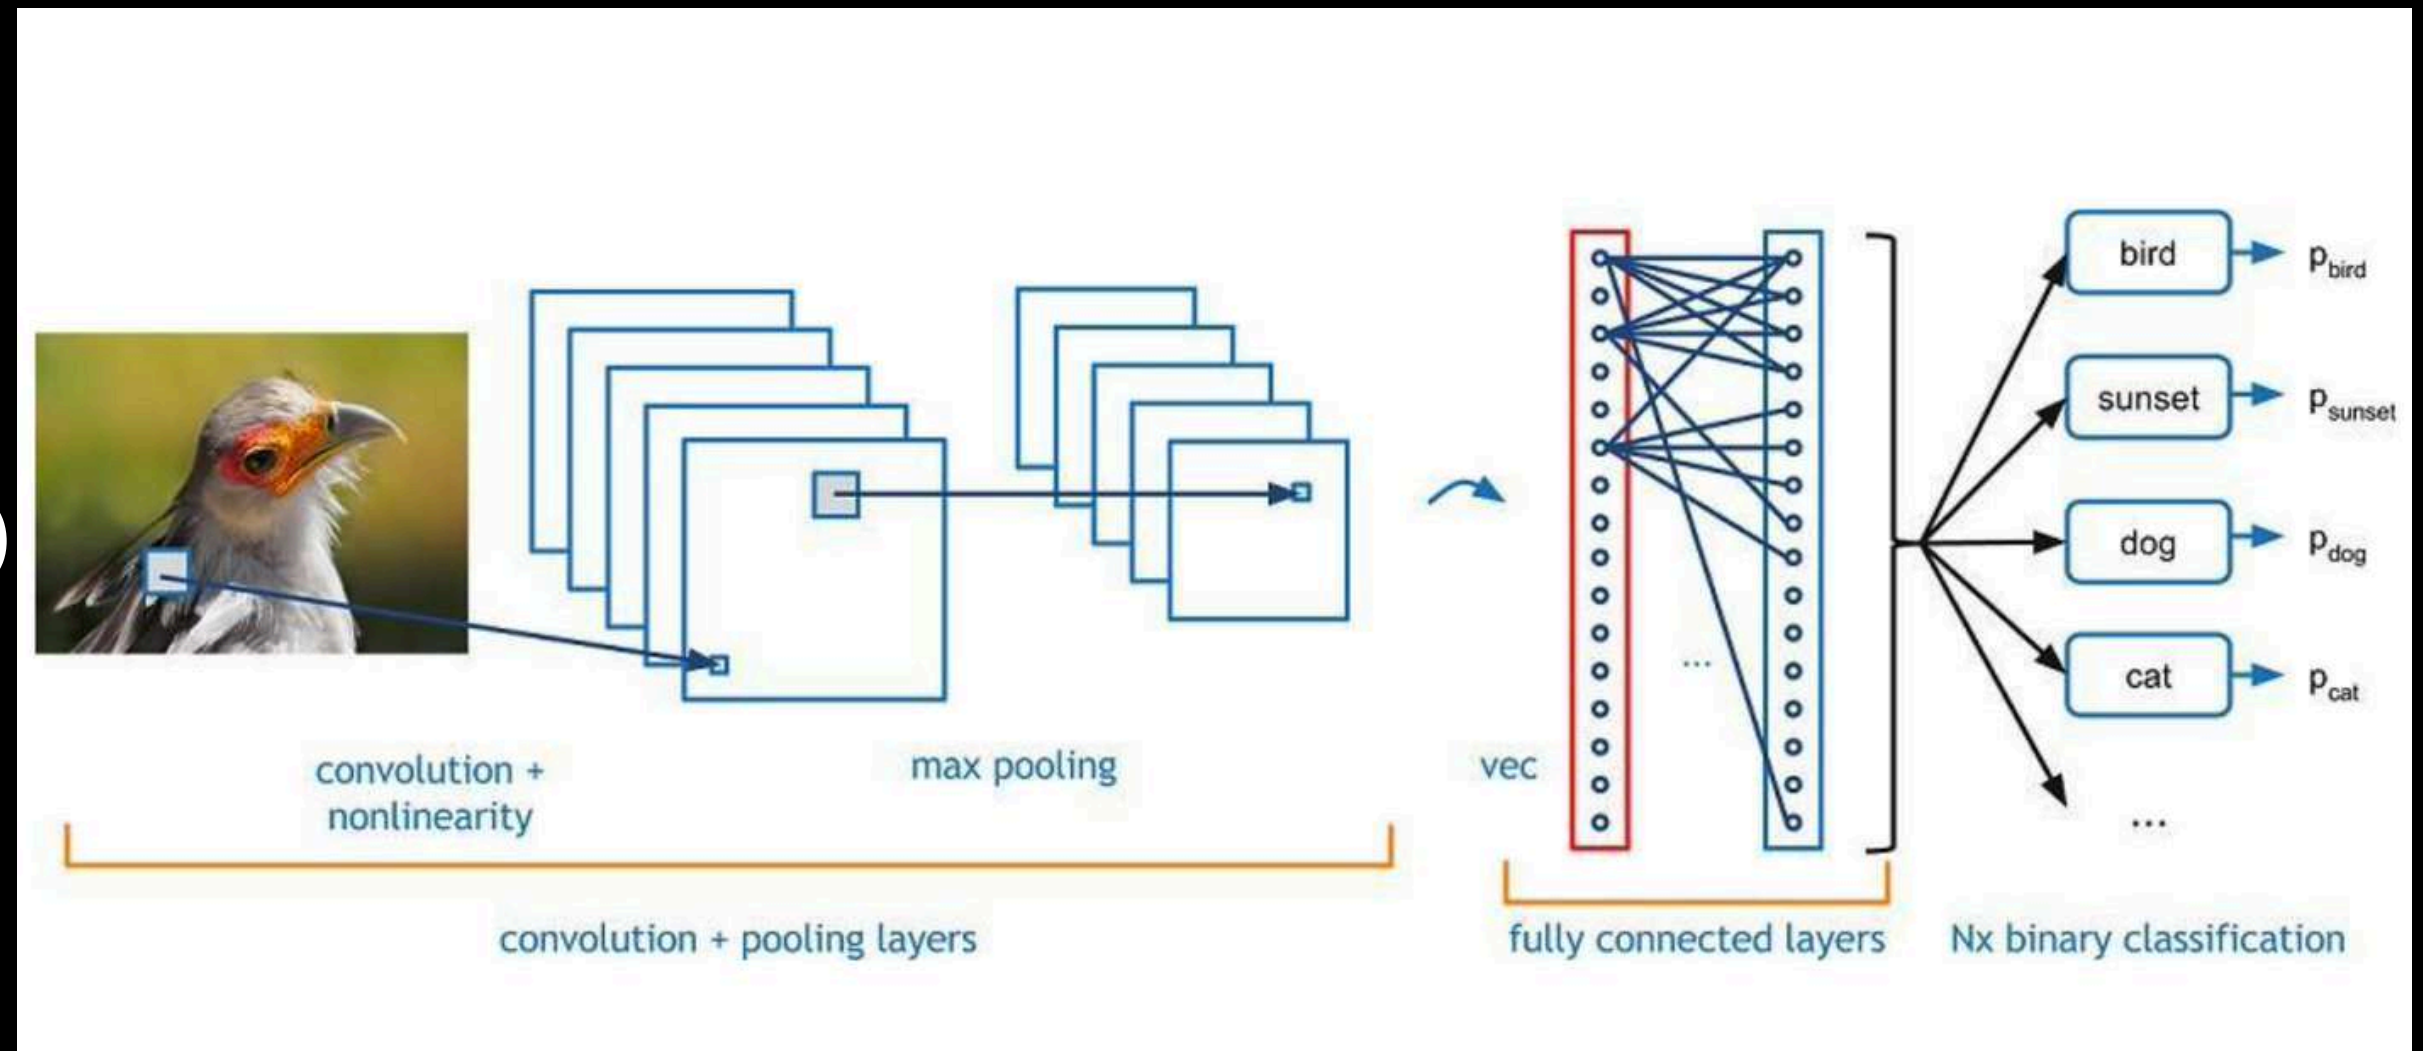 bird
p_bird
sunset
p_sunset
dog
p_dog
...
cat
p_cat
convolution +
nonlinearity
max pooling
vec
...
convolution + pooling layers
fully connected layers
Nx binary classification